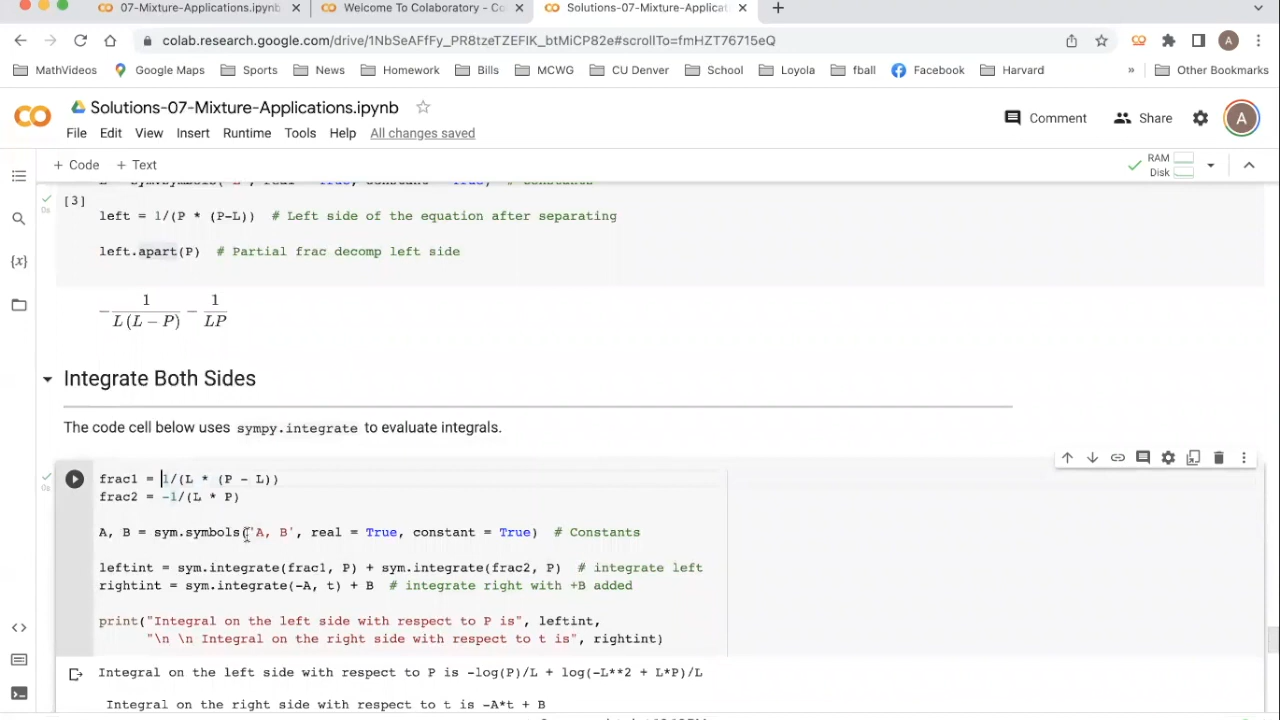 07-Mixture-Applications.ipynb
Welcome To Colaboratory - Co
Solutions-07-Mixture-Applicat
colab.research.google.com/drive/1NbSeAFfFy_PR8tzeTZEFIK_btMiCP82e#scrollTo=fmHZT76715eQ
A
MathVideos Google Maps Sports News Homework Bills MCWG CU Denver School Loyola fball Facebook Harvard » Other Bookmarks
Solutions-07-Mixture-Applications.ipynb
File Edit View Insert Runtime Tools Help All changes saved
Comment Share A
+ Code + Text
RAM
Disk
[3]
left = 1/(P * (P-L)) # Left side of the equation after separating
left.apart(P) # Partial frac decomp left side
−1/(L (L − P)) − 1/(LP)
Integrate Both Sides
The code cell below uses sympy.integrate to evaluate integrals.
frac1 = 1/(L * (P - L))
frac2 = -1/(L * P)
A, B = sym.symbols('A, B', real = True, constant = True) # Constants
leftint = sym.integrate(frac1, P) + sym.integrate(frac2, P) # integrate left
rightint = sym.integrate(-A, t) + B # integrate right with +B added
print("Integral on the left side with respect to P is", leftint,
"\n \n Integral on the right side with respect to t is", rightint)
Integral on the left side with respect to P is -log(P)/L + log(-L**2 + L*P)/L
Integral on the right side with respect to t is -A*t + B